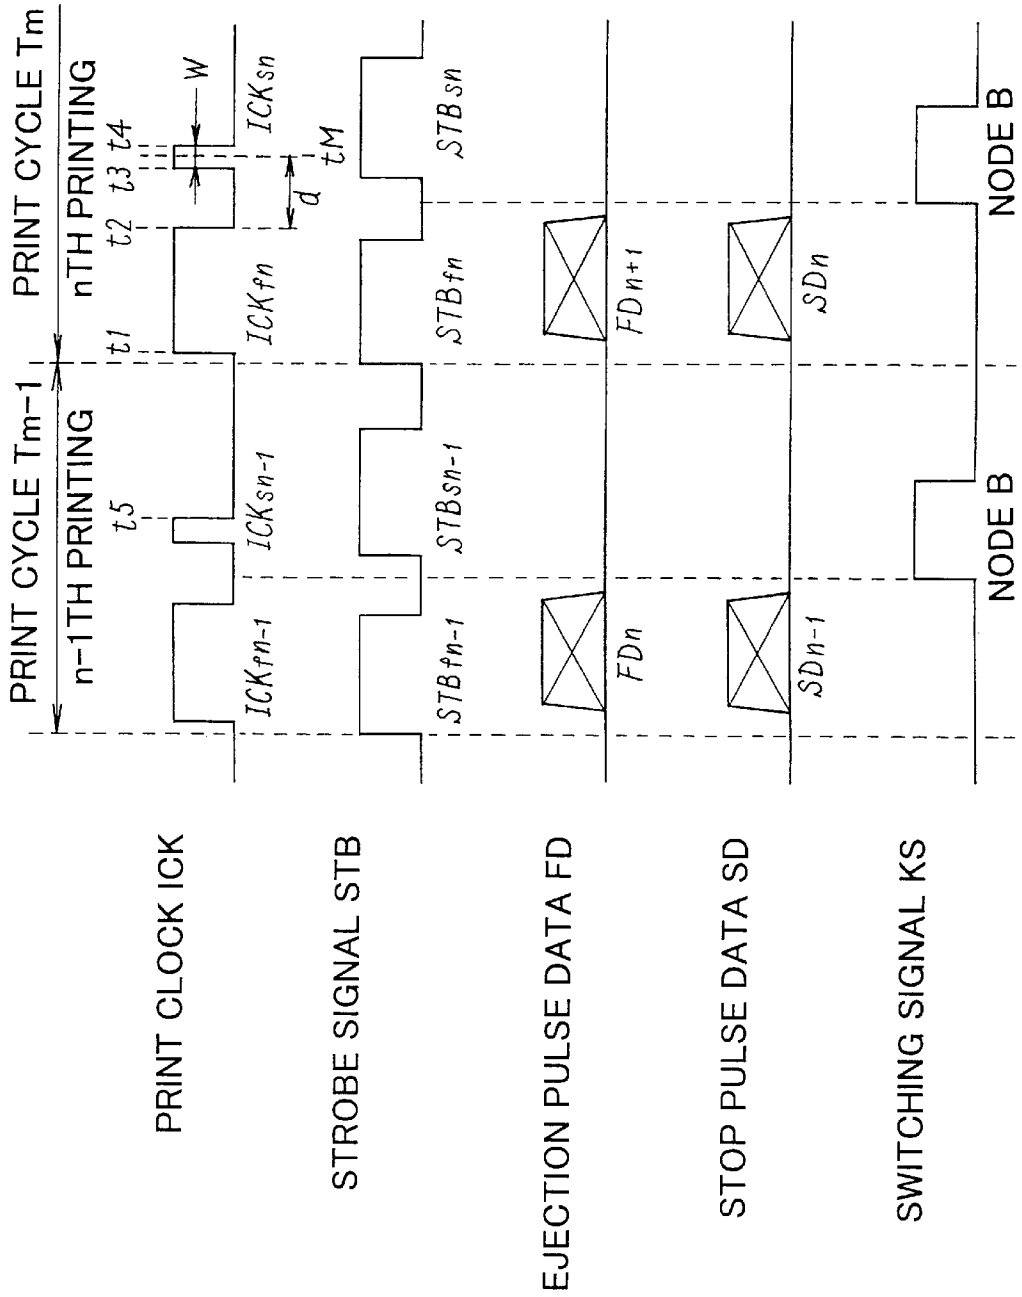 PRINT CYCLE Tm-1
PRINT CYCLE Tm
n-1TH PRINTING
nTH PRINTING
t5
t1
t2
t3
t4
W
PRINT CLOCK ICK
ICKfn-1
ICKsn-1
ICKfn
ICKsn
d
tM
STROBE SIGNAL STB
STBfn-1
STBsn-1
STBfn
STBsn
EJECTION PULSE DATA FD
FDn
FDn+1
STOP PULSE DATA SD
SDn-1
SDn
SWITCHING SIGNAL KS
NODE B
NODE B